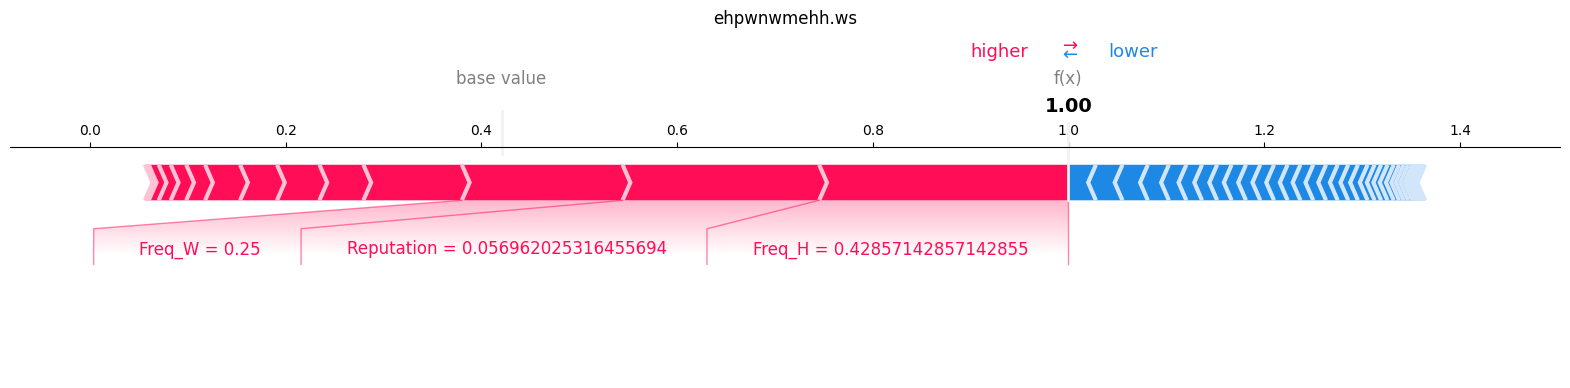 ehpwnwmehh.ws
higher → ← lower
base value f(x)
1.00
0.0 0.2 0.4 0.6 0.8 1.0 1.2 1.4
Freq_W = 0.25 Reputation = 0.056962025316455694 Freq_H = 0.42857142857142855